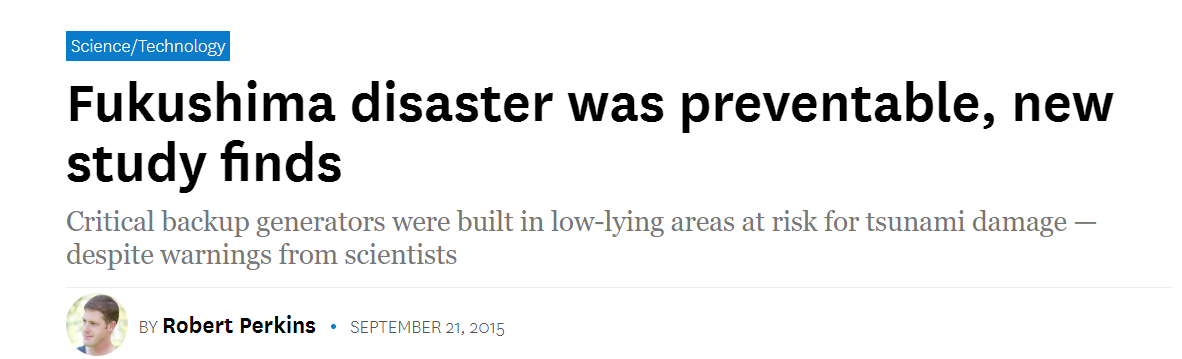 Science/Technology
Fukushima disaster was preventable, new
study finds
Critical backup generators were built in low-lying areas at risk for tsunami damage —
despite warnings from scientists
BY Robert Perkins • SEPTEMBER 21, 2015